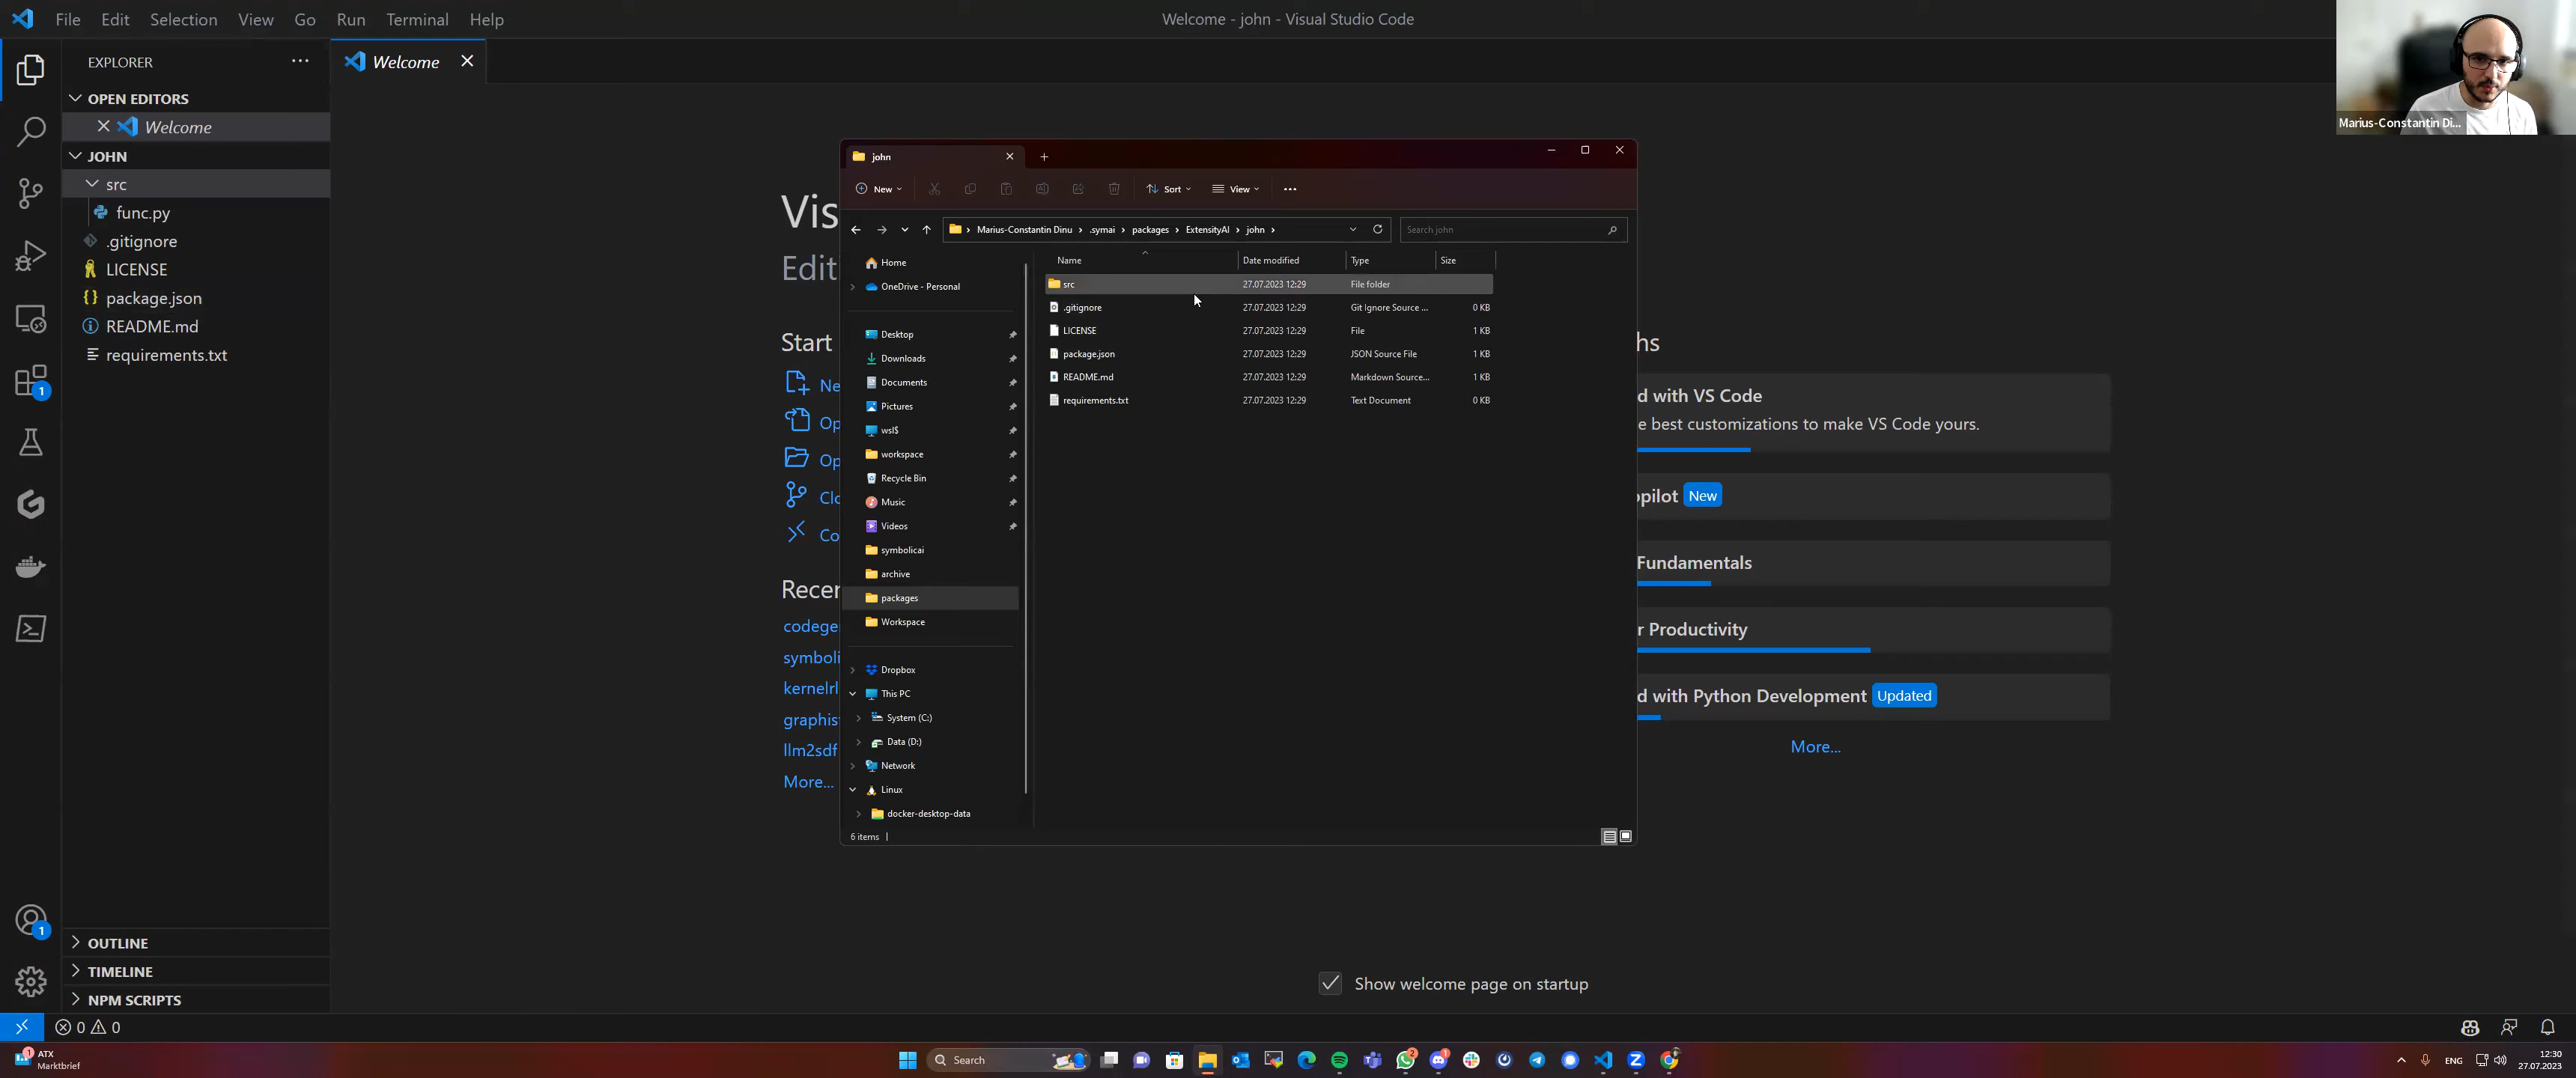 File Edit Selection View Go Run Terminal Help
Welcome - john - Visual Studio Code
EXPLORER
Welcome
OPEN EDITORS
Welcome
JOHN
src
func.py
.gitignore
LICENSE
package.json
README.md
requirements.txt
OUTLINE
TIMELINE
NPM SCRIPTS
0 0
Marius-Constantin Di...
Vis
Edit
Start
Ne
Op
Op
Clo
Co
Recen
codege
symboli
kernelrl
graphis
llm2sdf
More...
john
New
Sort
View
Marius-Constantin Dinu > .symai > packages > ExtensityAI > john >
Search john
Home
OneDrive - Personal
Desktop
Downloads
Documents
Pictures
wsl$
workspace
Recycle Bin
Music
Videos
symbolicai
archive
packages
Workspace
Dropbox
This PC
System (C:)
Data (D:)
Network
Linux
docker-desktop-data
6 items
Name Date modified Type Size
src 27.07.2023 12:29 File folder
.gitignore 27.07.2023 12:29 Git Ignore Source ... 0 KB
LICENSE 27.07.2023 12:29 File 1 KB
package.json 27.07.2023 12:29 JSON Source File 1 KB
README.md 27.07.2023 12:29 Markdown Source... 1 KB
requirements.txt 27.07.2023 12:29 Text Document 0 KB
hs
d with VS Code
e best customizations to make VS Code yours.
pilot New
Fundamentals
r Productivity
d with Python Development Updated
More...
Show welcome page on startup
ATX
Marktbrief
Search
ENG
12:30
27.07.2023